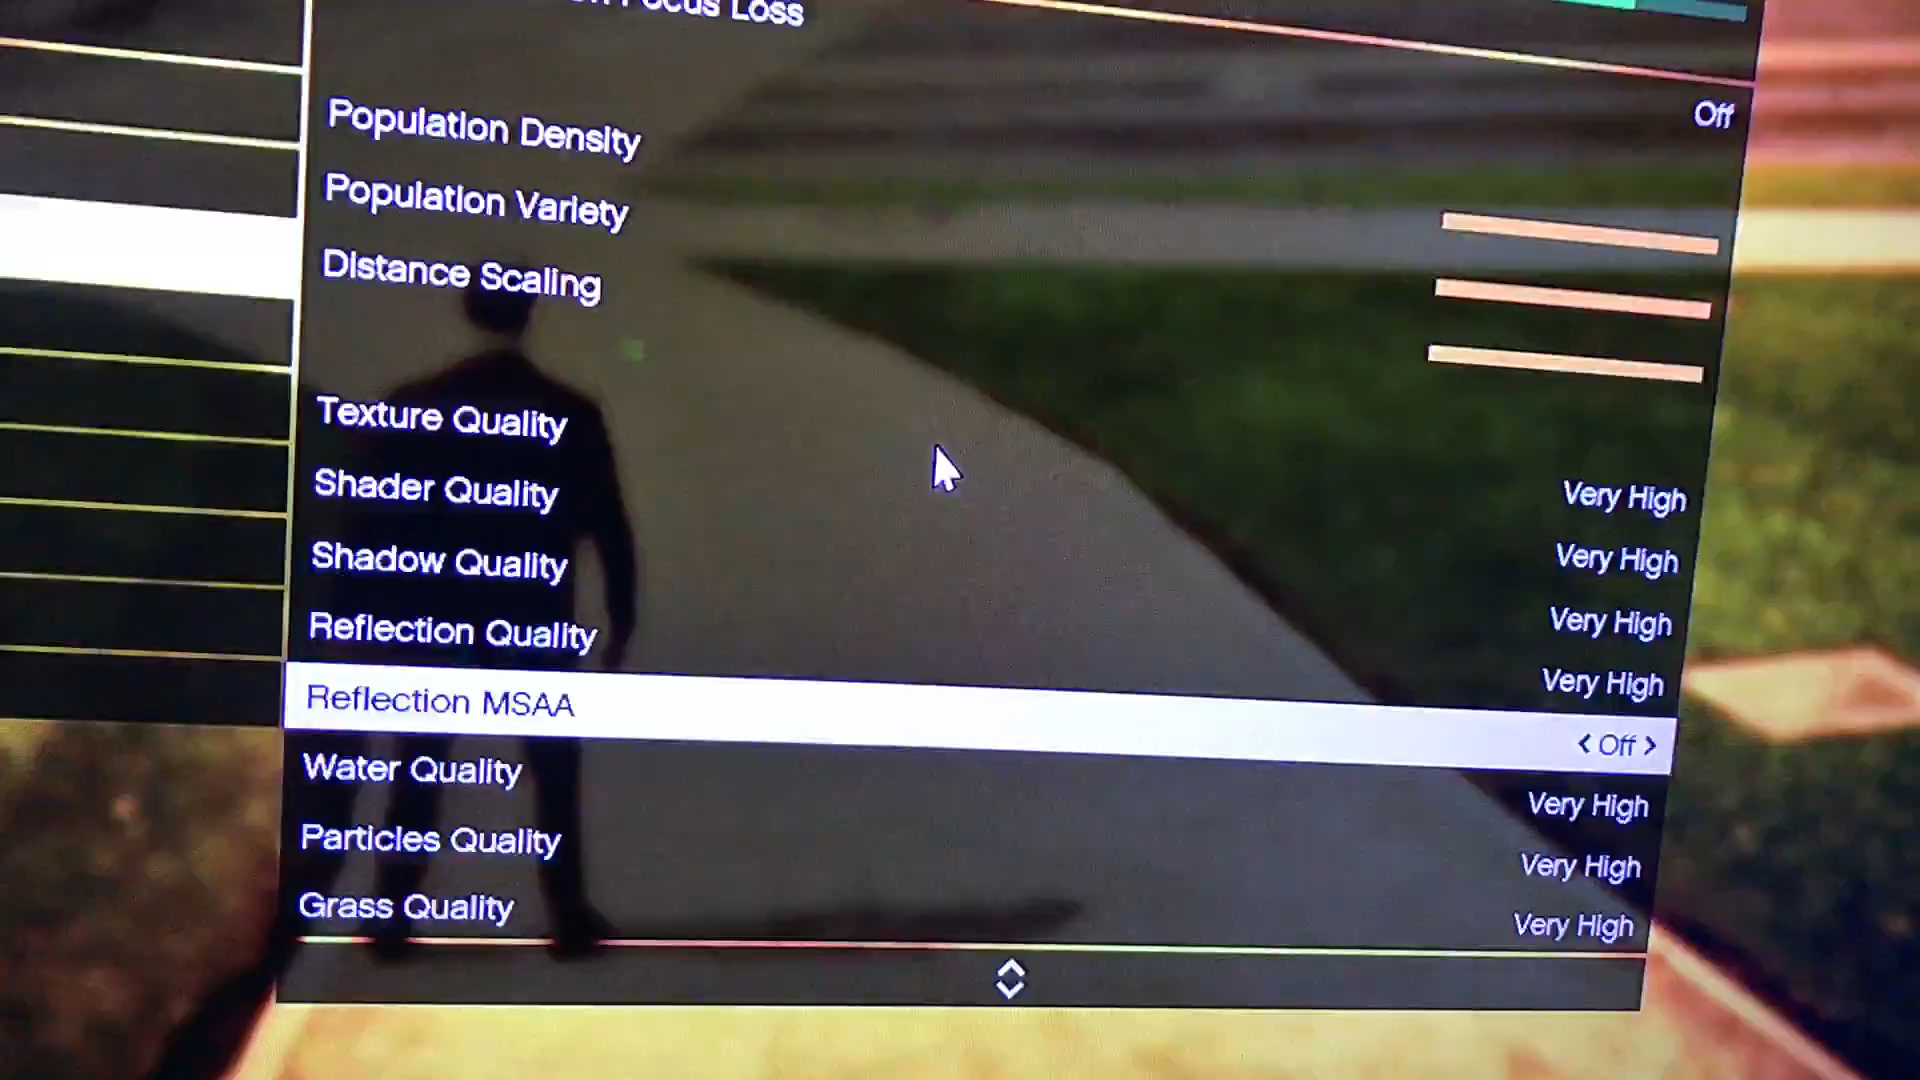 Focus Loss
Off
Population Density
Population Variety
Distance Scaling
Texture Quality Very High
Shader Quality Very High
Shadow Quality Very High
Reflection Quality Very High
Reflection MSAA < Off >
Water Quality Very High
Particles Quality Very High
Grass Quality Very High